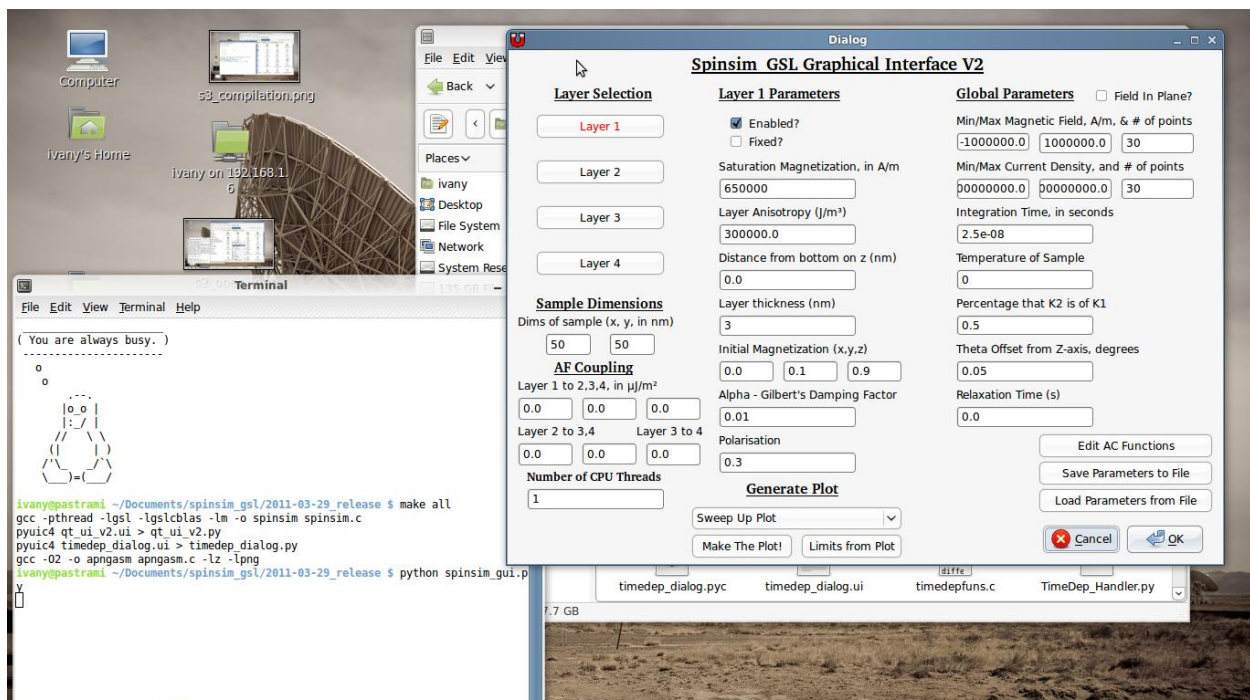 Computer
s3_compilation.png
ivany's Home
ivany on 192.168.1.
6
File Edit View
Back
Places
ivany
Desktop
File System
Network
System Rese
Dialog
Spinsim GSL Graphical Interface V2
Layer Selection
Layer 1
Layer 2
Layer 3
Layer 4
Sample Dimensions
Dims of sample (x, y, in nm)
50 50
AF Coupling
Layer 1 to 2,3,4, in µJ/m²
0.0 0.0 0.0
Layer 2 to 3,4 Layer 3 to 4
0.0 0.0 0.0
Number of CPU Threads
1
Layer 1 Parameters
Enabled?
Fixed?
Saturation Magnetization, in A/m
650000
Layer Anisotropy (J/m³)
300000.0
Distance from bottom on z (nm)
0.0
Layer thickness (nm)
3
Initial Magnetization (x,y,z)
0.0 0.1 0.9
Alpha - Gilbert's Damping Factor
0.01
Polarisation
0.3
Generate Plot
Sweep Up Plot
Make The Plot! Limits from Plot
Global Parameters Field In Plane?
Min/Max Magnetic Field, A/m, & # of points
-1000000.0 1000000.0 30
Min/Max Current Density, and # of points
00000000.0 00000000.0 30
Integration Time, in seconds
2.5e-08
Temperature of Sample
0
Percentage that K2 is of K1
0.5
Theta Offset from Z-axis, degrees
0.05
Relaxation Time (s)
0.0
Edit AC Functions
Save Parameters to File
Load Parameters from File
Cancel OK
Terminal
File Edit View Terminal Help
( You are always busy. )
----------------------
o
o
.--.
|o_o |
|:_/ |
// \ \
(| | )
/'\_ _/`\
\___)=(___/
ivany@pastrami ~/Documents/spinsim_gsl/2011-03-29_release $ make all
gcc -pthread -lgsl -lgslcblas -lm -o spinsim spinsim.c
pyuic4 qt_ui_v2.ui > qt_ui_v2.py
pyuic4 timedep_dialog.ui > timedep_dialog.py
gcc -O2 -o apngasm apngasm.c -lz -lpng
ivany@pastrami ~/Documents/spinsim_gsl/2011-03-29_release $ python spinsim_gui.p
y
timedep_dialog.pyc timedep_dialog.ui timedepfuns.c TimeDep_Handler.py
diffe
7.7 GB